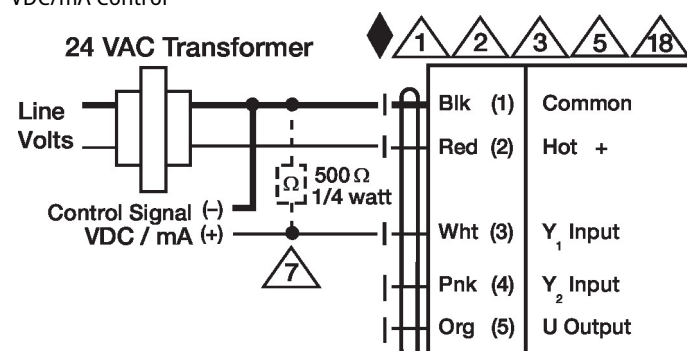 VDC/mA Control
24 VAC Transformer
1 2 3 5 18
Line
Volts
Blk (1) Common
Red (2) Hot +
Ω 500 Ω
1/4 watt
Control Signal (–)
VDC / mA (+)
Wht (3) Y1 Input
7
Pnk (4) Y2 Input
Org (5) U Output